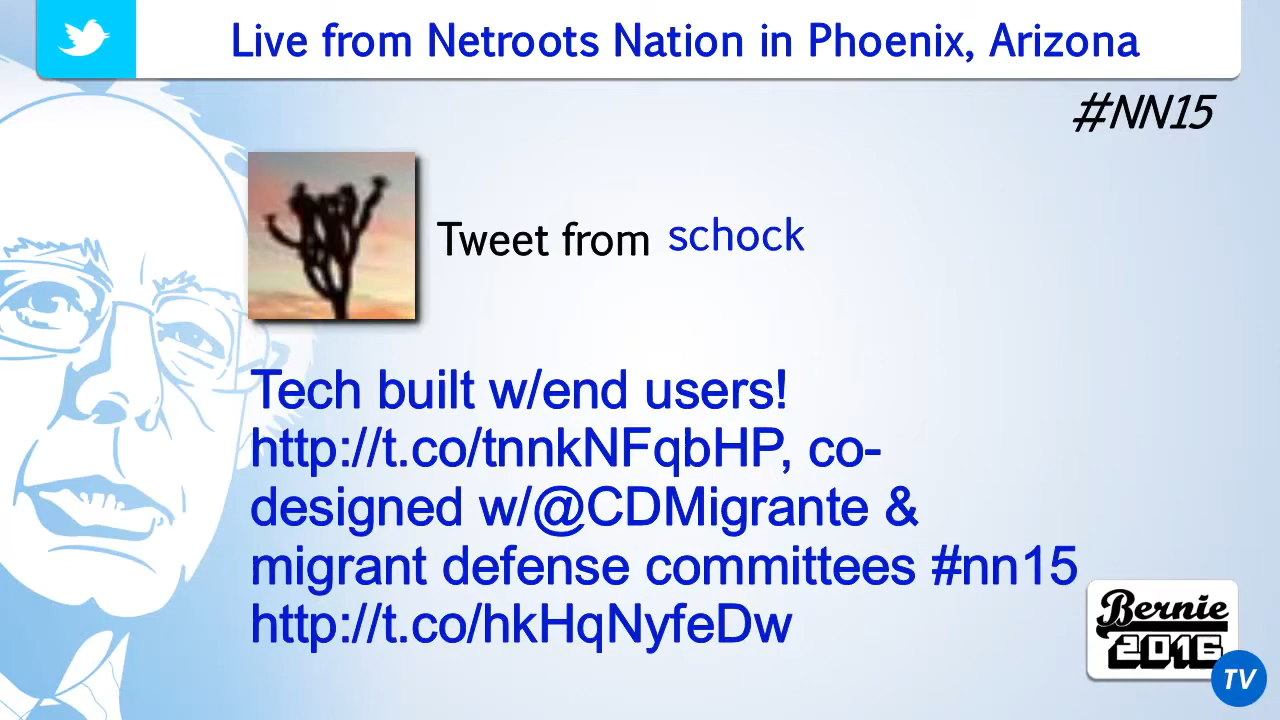 Live from Netroots Nation in Phoenix, Arizona
#NN15
Tweet from schock
Tech built w/end users!
http://t.co/tnnkNFqbHP, co-
designed w/@CDMigrante &
migrant defense committees #nn15
http://t.co/hkHqNyfeDw
Bernie
2016
TV